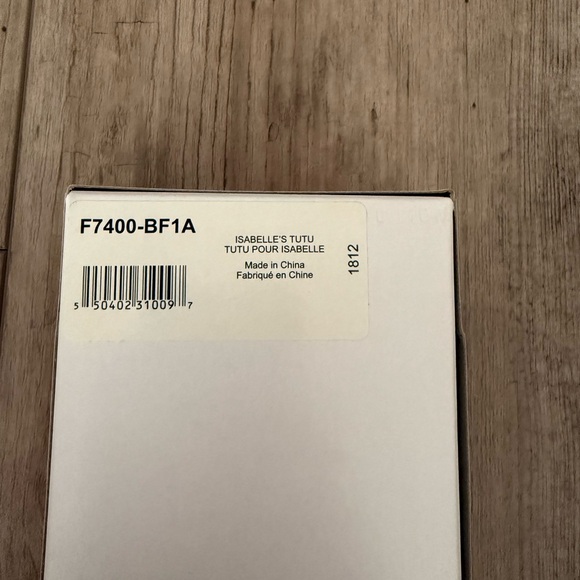 F7400-BF1A
ISABELLE'S TUTU
TUTU POUR ISABELLE
Made in China
Fabriqué en Chine
1812
5 50402 31009 7